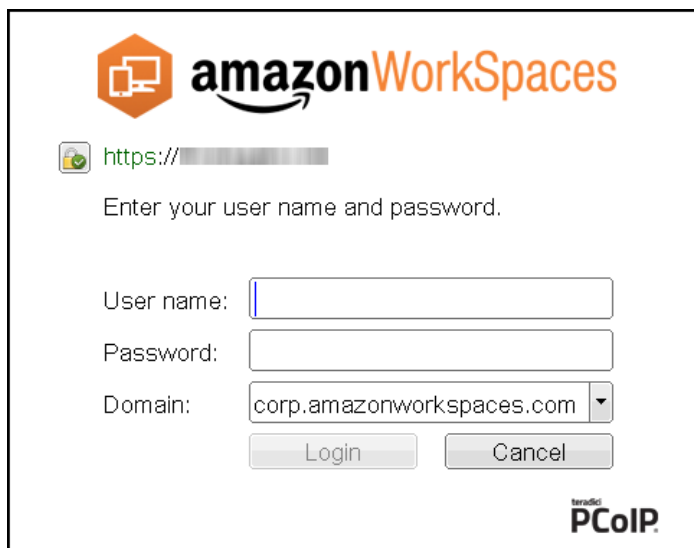 amazonWorkSpaces
https://
Enter your user name and password.
User name:
Password:
Domain: corp.amazonworkspaces.com
Login Cancel
teradici
PCoIP